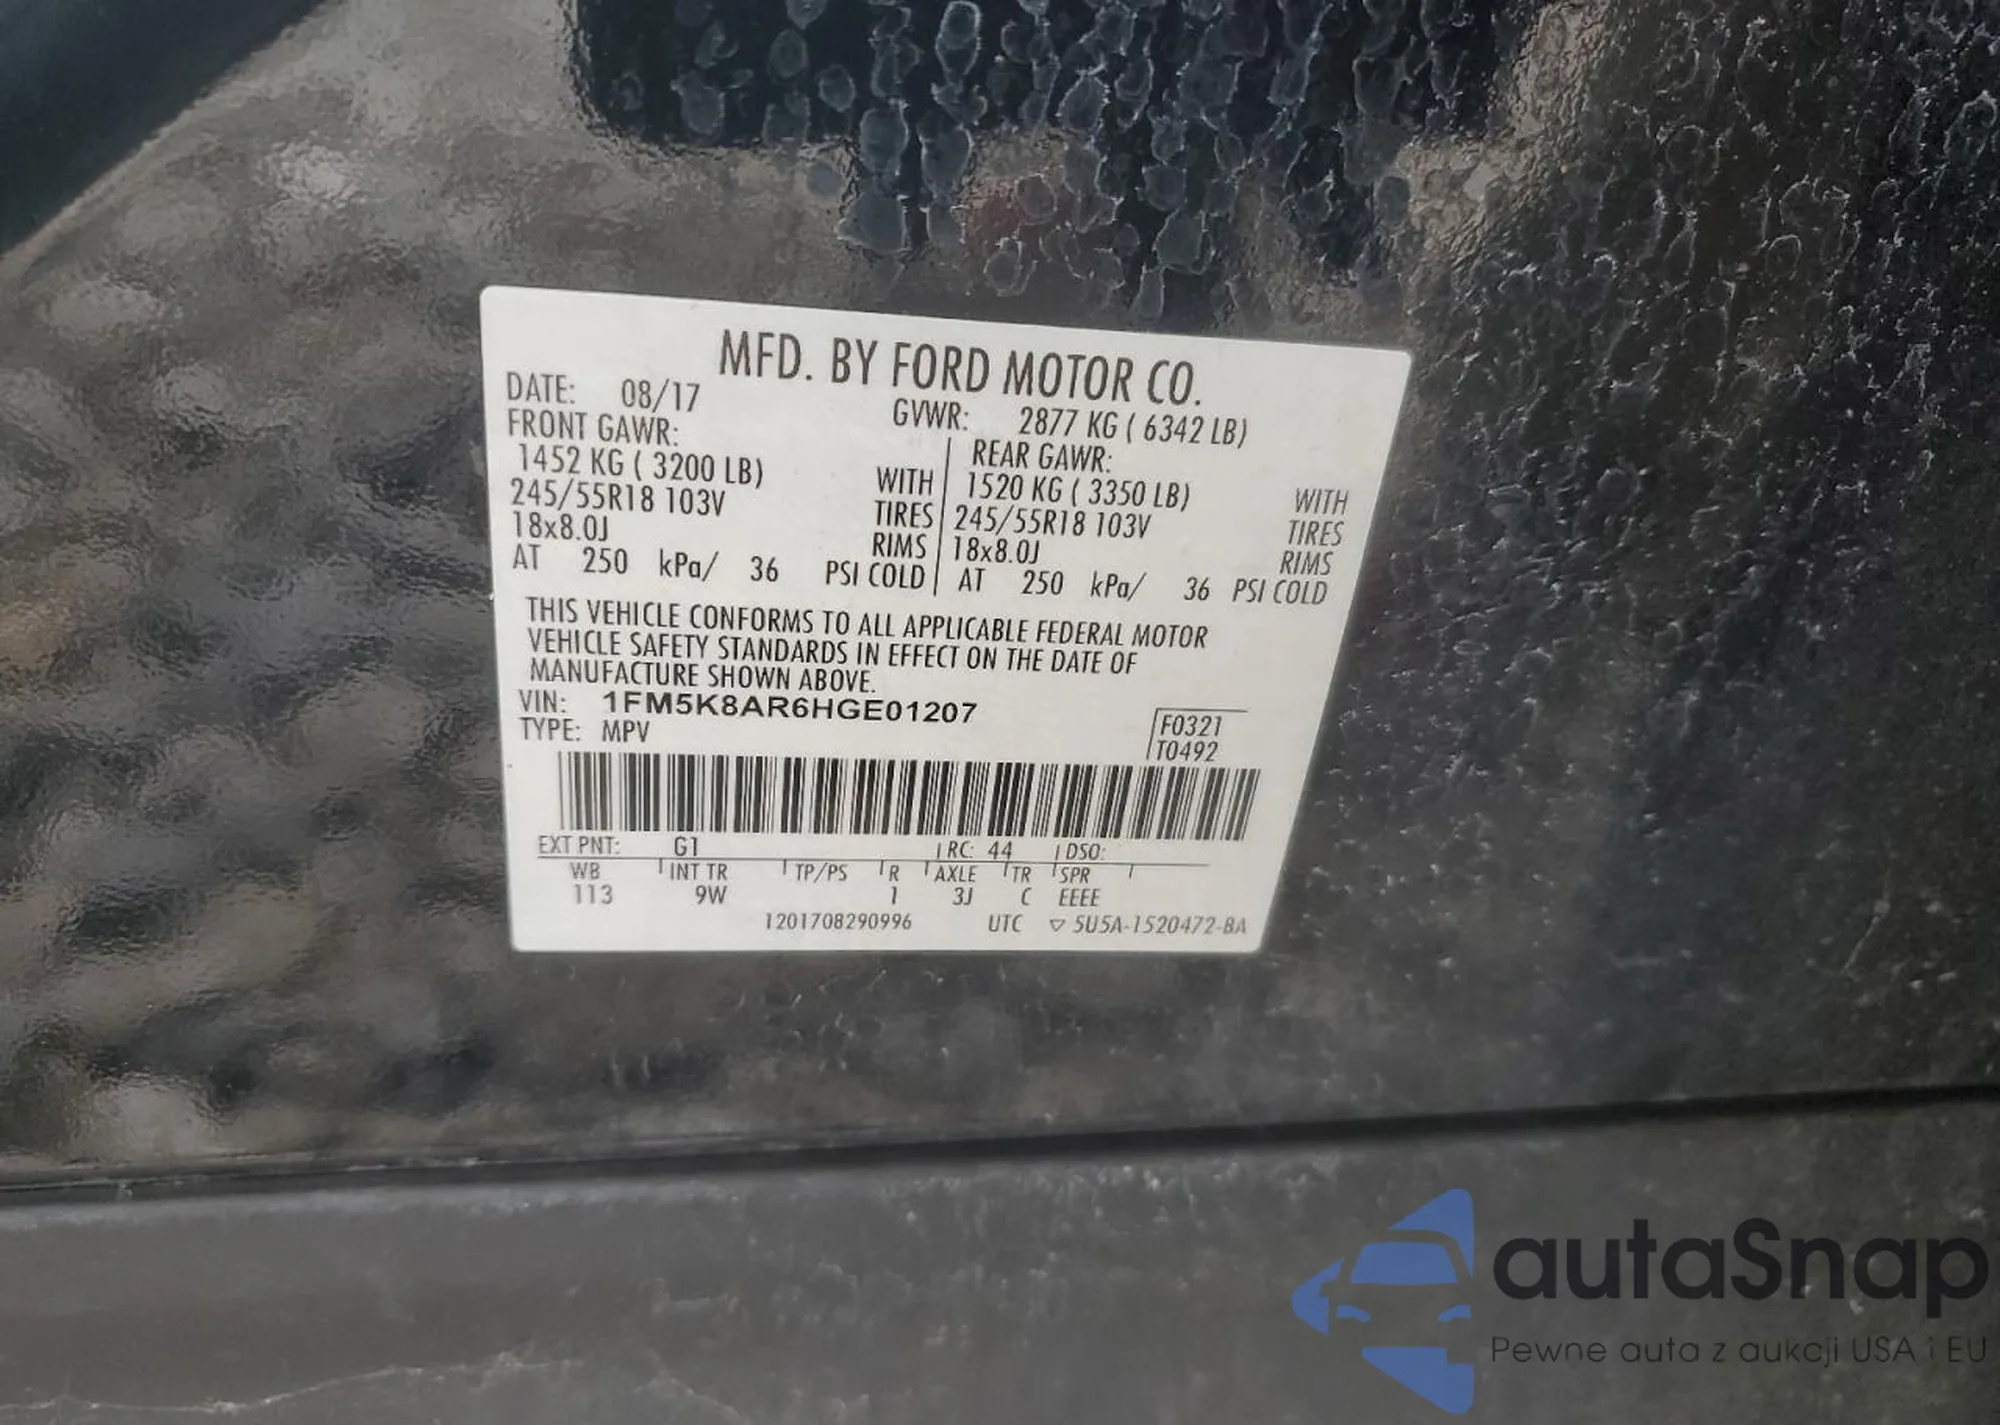 MFD. BY FORD MOTOR CO.
DATE: 08/17
GVWR: 2877 KG ( 6342 LB)
FRONT GAWR:
1452 KG ( 3200 LB) WITH
245/55R18 103V TIRES
18x8.0J RIMS
AT 250 kPa/ 36 PSI COLD
REAR GAWR:
1520 KG ( 3350 LB) WITH
245/55R18 103V TIRES
18x8.0J RIMS
AT 250 kPa/ 36 PSI COLD
THIS VEHICLE CONFORMS TO ALL APPLICABLE FEDERAL MOTOR
VEHICLE SAFETY STANDARDS IN EFFECT ON THE DATE OF
MANUFACTURE SHOWN ABOVE.
VIN: 1FM5K8AR6HGE01207
TYPE: MPV
F0321
T0492
EXT PNT: G1 RC: 44 DSO:
WB INT TR TP/PS R AXLE TR SPR
113 9W 1 3J C EEEE
1201708290996 UTC ▽ 5U5A-1520472-BA
autaSnap
Pewne auta z aukcji USA i EU